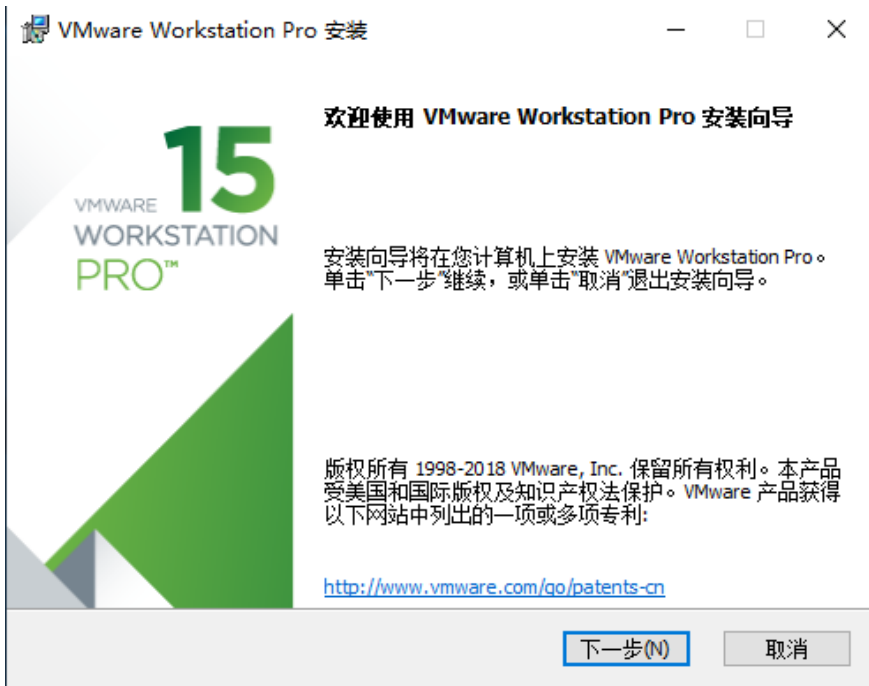 VMware Workstation Pro 安装
15
VMWARE
WORKSTATION
PRO™
欢迎使用 VMware Workstation Pro 安装向导
安装向导将在您计算机上安装 VMware Workstation Pro。
单击"下一步"继续，或单击"取消"退出安装向导。
版权所有 1998-2018 VMware, Inc. 保留所有权利。本产品
受美国和国际版权及知识产权法保护。VMware 产品获得
以下网站中列出的一项或多项专利:
http://www.vmware.com/go/patents-cn
下一步(N)
取消